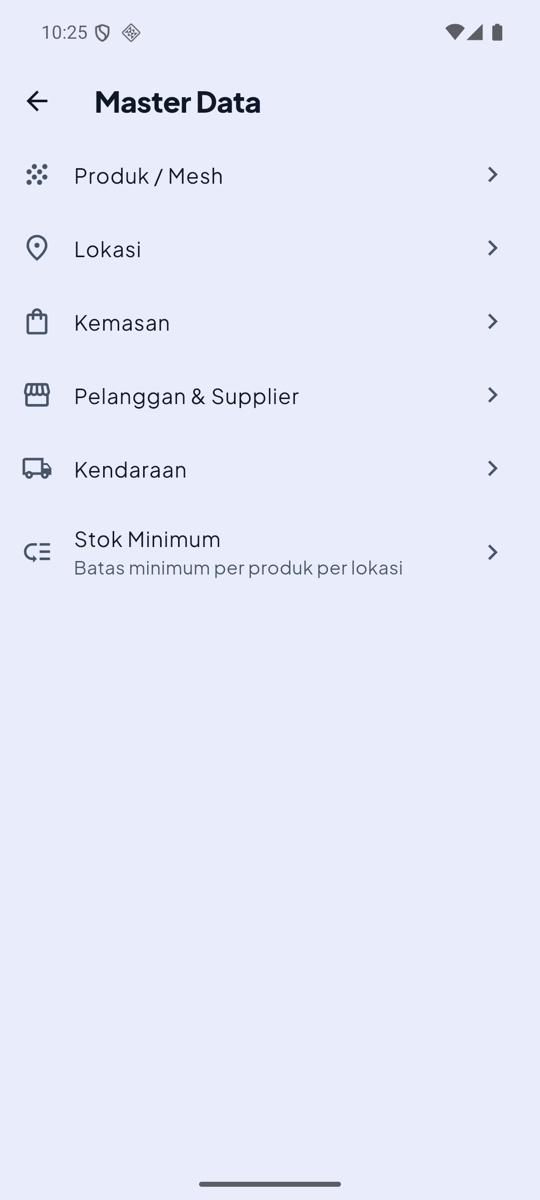 10:25
Master Data
Produk / Mesh
Lokasi
Kemasan
Pelanggan & Supplier
Kendaraan
Stok Minimum
Batas minimum per produk per lokasi